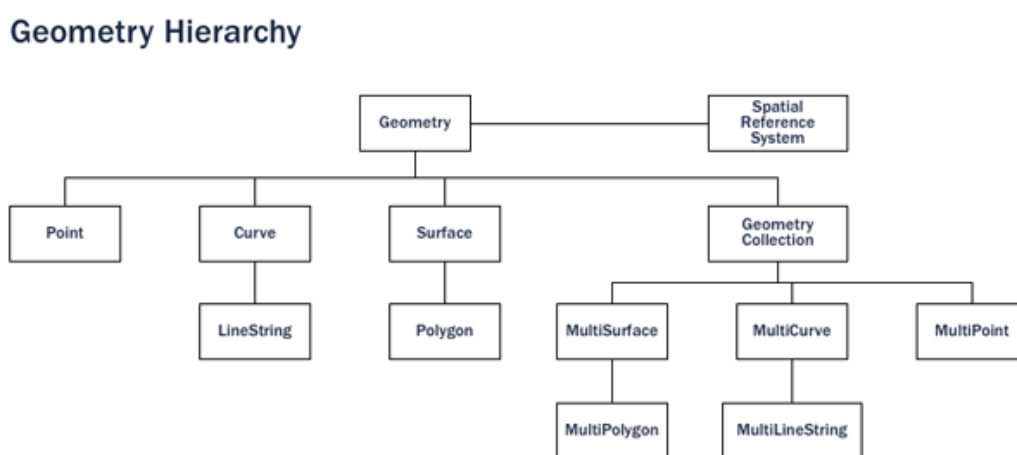 Geometry Hierarchy
Geometry
Spatial
Reference
System
Point
Curve
Surface
Geometry
Collection
LineString
Polygon
MultiSurface
MultiCurve
MultiPoint
MultiPolygon
MultiLineString